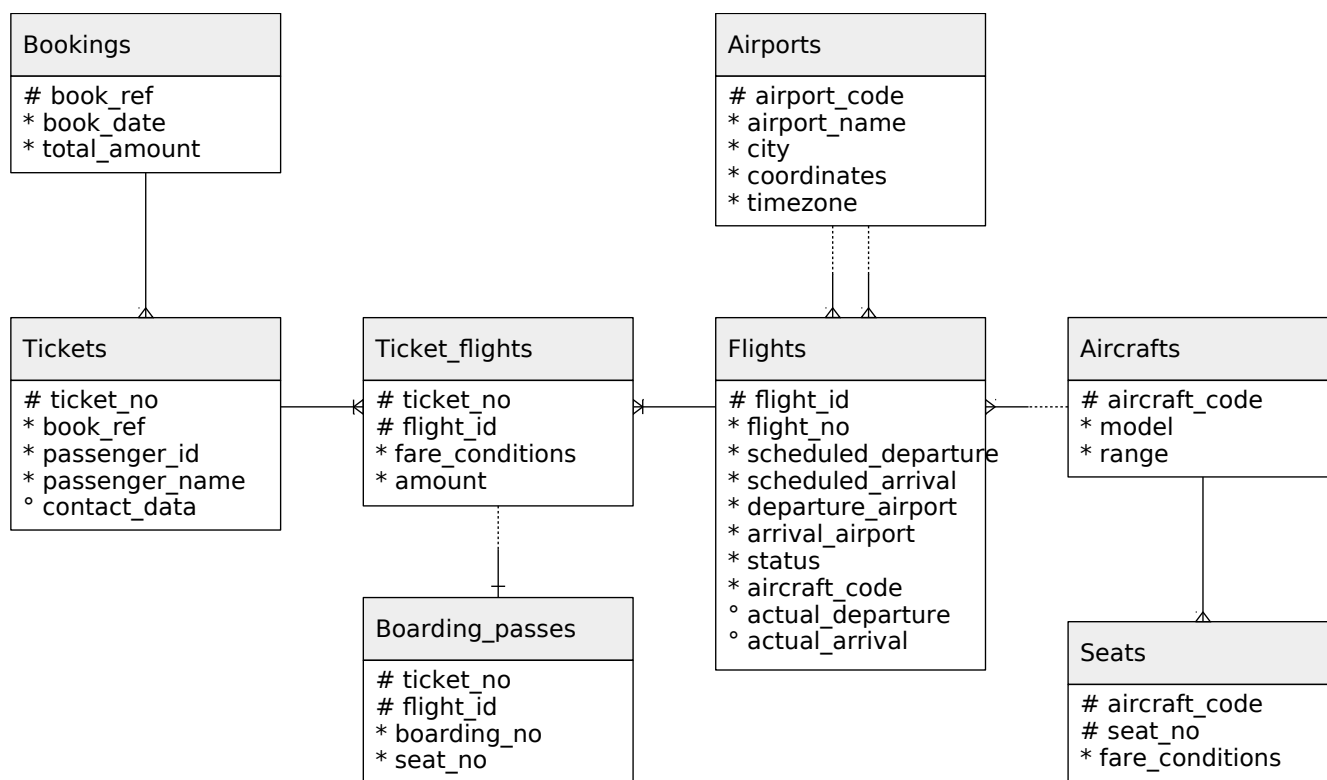 Bookings
# book_ref
* book_date
* total_amount
Airports
# airport_code
* airport_name
* city
* coordinates
* timezone
Tickets
# ticket_no
* book_ref
* passenger_id
* passenger_name
° contact_data
Ticket_flights
# ticket_no
# flight_id
* fare_conditions
* amount
Flights
# flight_id
* flight_no
* scheduled_departure
* scheduled_arrival
* departure_airport
* arrival_airport
* status
* aircraft_code
° actual_departure
° actual_arrival
Aircrafts
# aircraft_code
* model
* range
Boarding_passes
# ticket_no
# flight_id
* boarding_no
* seat_no
Seats
# aircraft_code
# seat_no
* fare_conditions